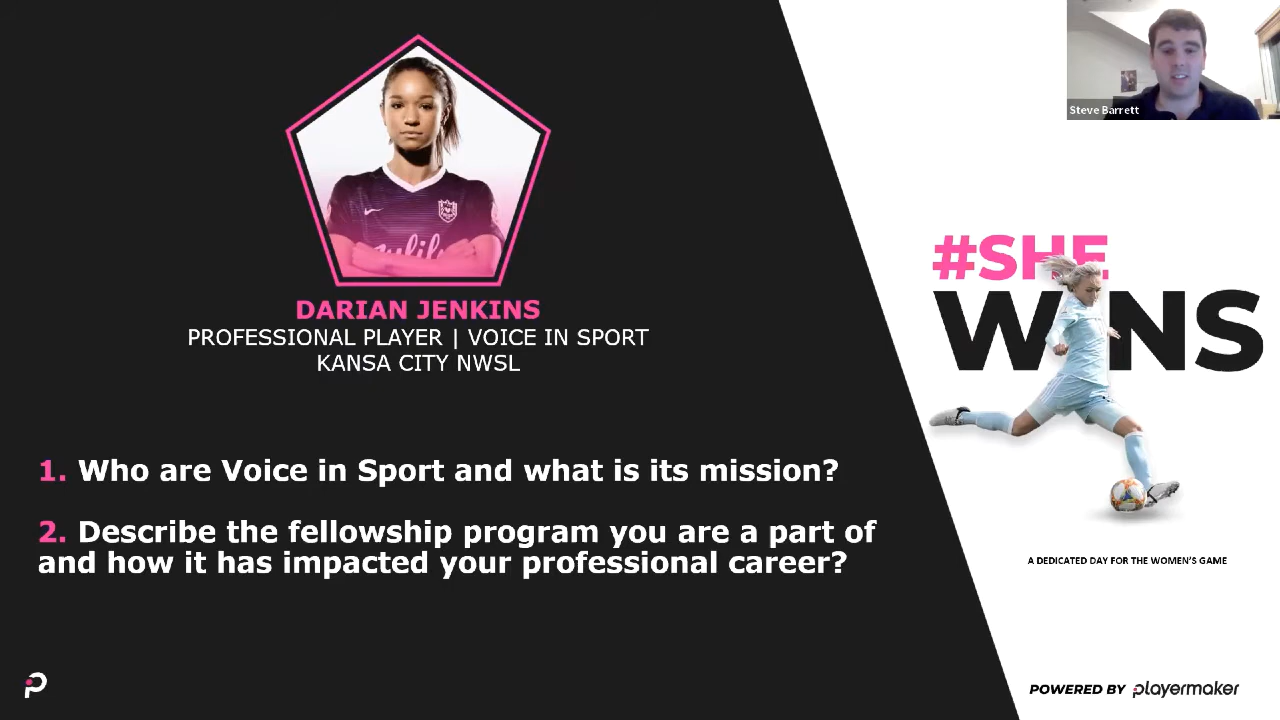 Steve Barrett
DARIAN JENKINS
PROFESSIONAL PLAYER | VOICE IN SPORT
KANSA CITY NWSL
1. Who are Voice in Sport and what is its mission?
2. Describe the fellowship program you are a part of
and how it has impacted your professional career?
#SHE
WINS
A DEDICATED DAY FOR THE WOMEN'S GAME
POWERED BY playermaker